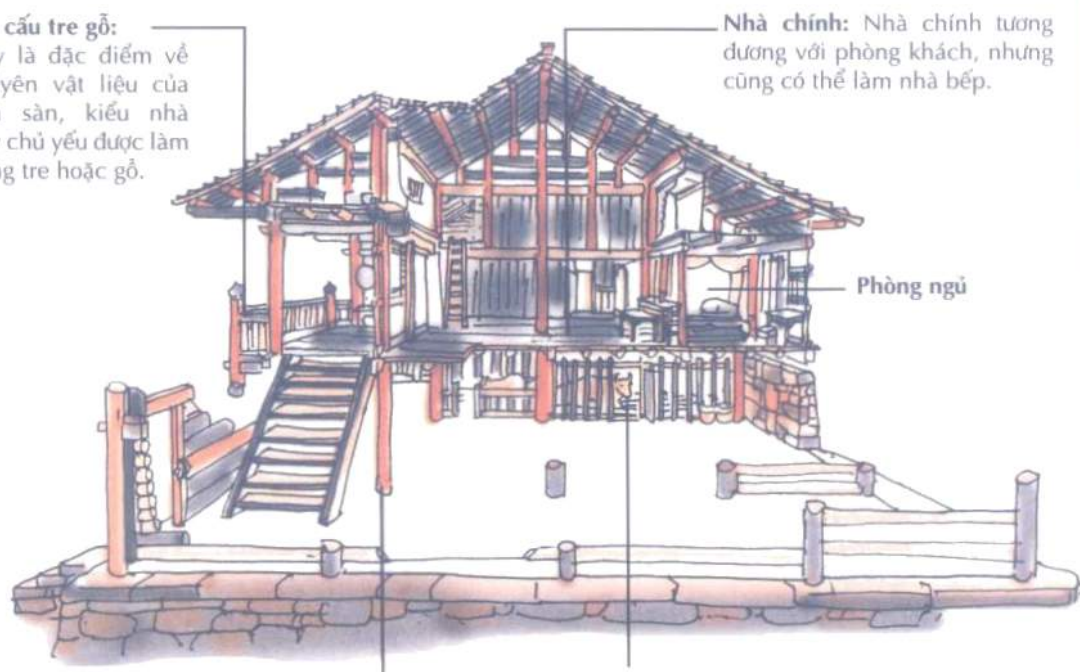 cấu tre gỗ:
là đặc điểm về
vật liệu của
sàn, kiểu nhà
chủ yếu được làm
tre hoặc gỗ.
Nhà chính: Nhà chính tương
đương với phòng khách, nhưng
cũng có thể làm nhà bếp.
Phòng ngủ